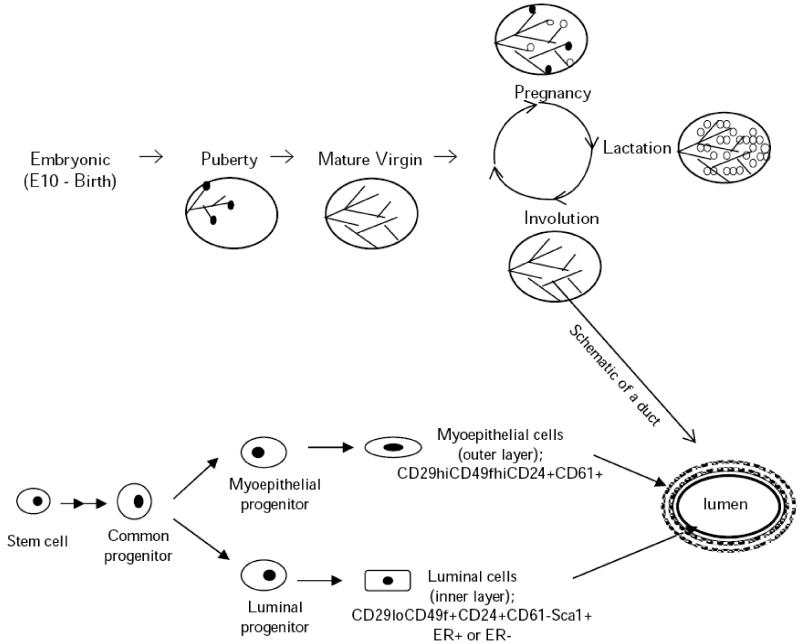 Pregnancy
Embryonic
(E10 - Birth)
Puberty
Mature Virgin
Lactation
Involution
Schematic of a duct
Myoepithelial cells
(outer layer);
CD29hiCD49fhiCD24+CD61+
Myoepithelial
progenitor
lumen
Stem cell
Common
progenitor
Luminal
progenitor
Luminal cells
(inner layer);
CD29loCD49f+CD24+CD61-Sca1+
ER+ or ER-